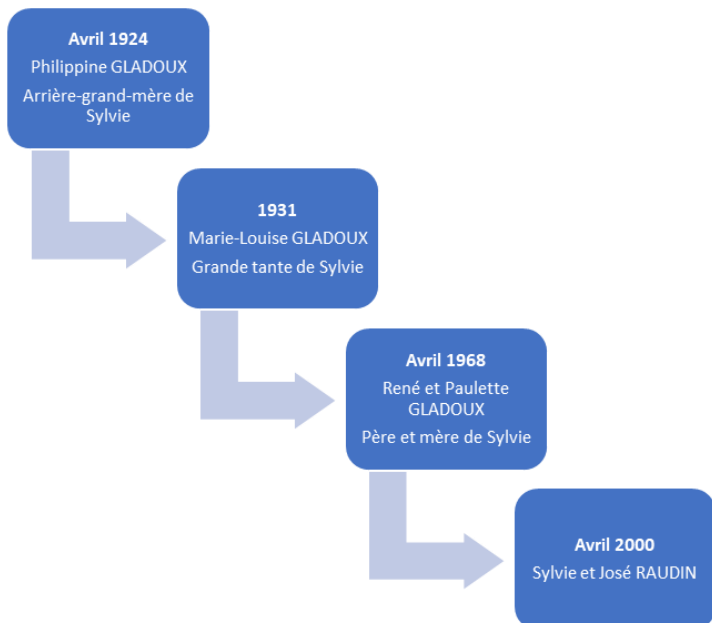 Avril 1924
Philippine GLADOUX
Arrière-grand-mère de
Sylvie
1931
Marie-Louise GLADOUX
Grande tante de Sylvie
Avril 1968
René et Paulette
GLADOUX
Père et mère de Sylvie
Avril 2000
Sylvie et José RAUDIN